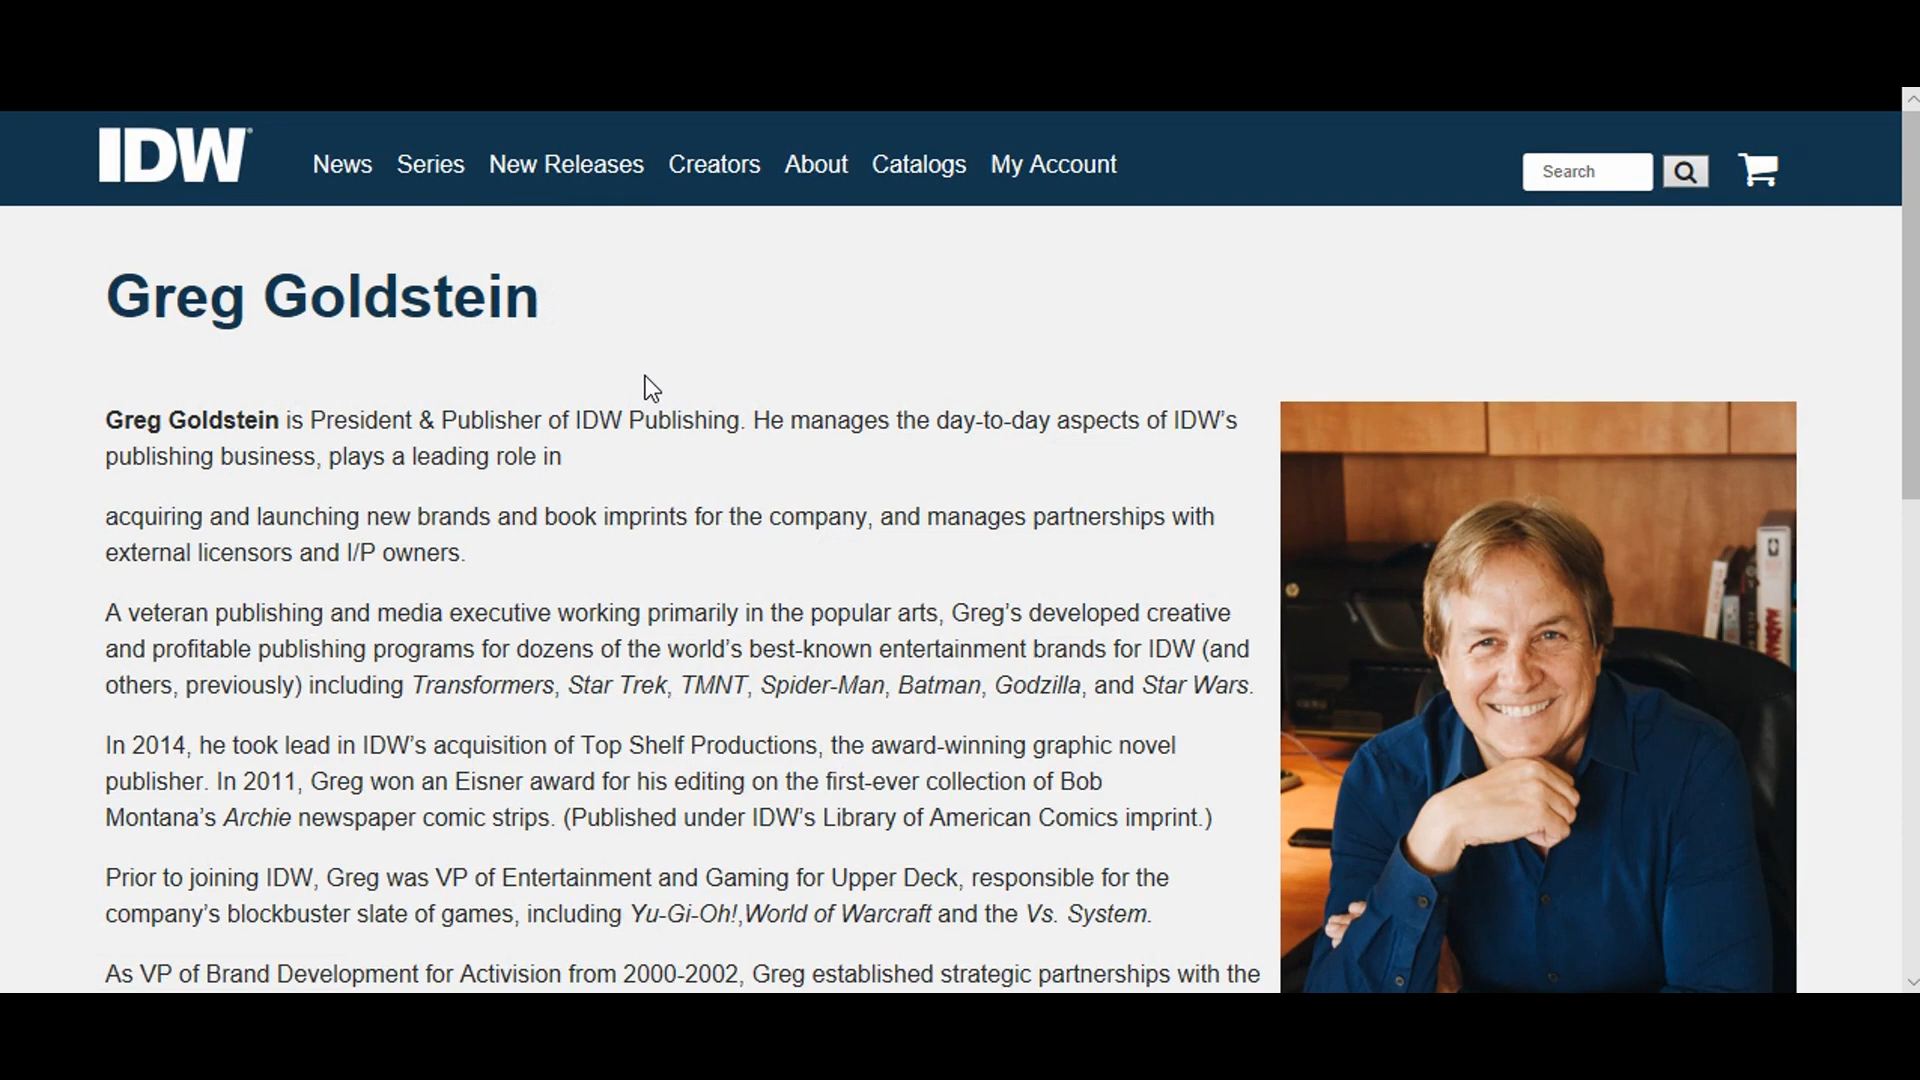 IDW
News Series New Releases Creators About Catalogs My Account
Search
Greg Goldstein
Greg Goldstein is President & Publisher of IDW Publishing. He manages the day-to-day aspects of IDW’s
publishing business, plays a leading role in
acquiring and launching new brands and book imprints for the company, and manages partnerships with
external licensors and I/P owners.
A veteran publishing and media executive working primarily in the popular arts, Greg’s developed creative
and profitable publishing programs for dozens of the world’s best-known entertainment brands for IDW (and
others, previously) including Transformers, Star Trek, TMNT, Spider-Man, Batman, Godzilla, and Star Wars.
In 2014, he took lead in IDW’s acquisition of Top Shelf Productions, the award-winning graphic novel
publisher. In 2011, Greg won an Eisner award for his editing on the first-ever collection of Bob
Montana’s Archie newspaper comic strips. (Published under IDW’s Library of American Comics imprint.)
Prior to joining IDW, Greg was VP of Entertainment and Gaming for Upper Deck, responsible for the
company’s blockbuster slate of games, including Yu-Gi-Oh!,World of Warcraft and the Vs. System.
As VP of Brand Development for Activision from 2000-2002, Greg established strategic partnerships with the